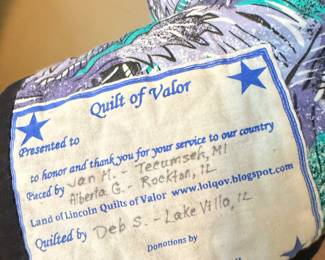 Quilt of Valor
Presented to
to honor and thank you for your service to our country
Pieced by Jan M. - Tecumseh, MI
Alberta G. - Rockton, IL
Land of Lincoln Quilts of Valor www.lolqov.blogspot.com
Quilted by Deb S. - Lake Villa, IL
Donations by